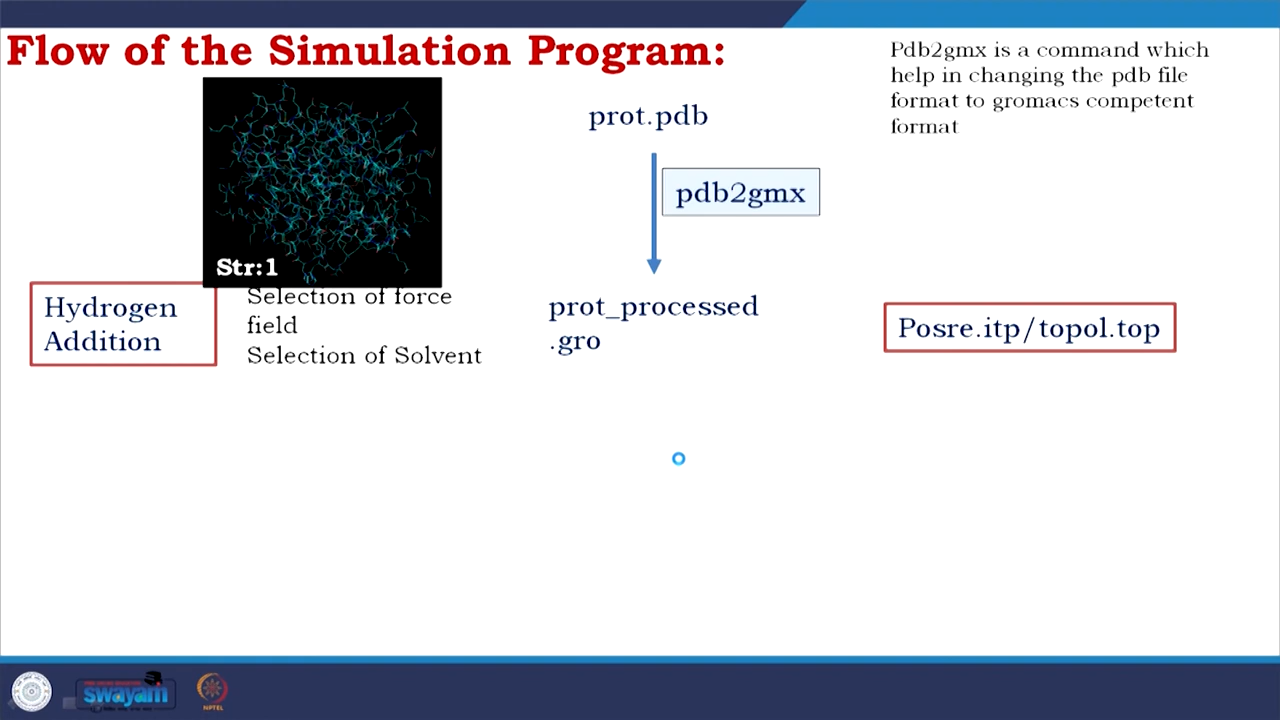 Flow of the Simulation Program:
Pdb2gmx is a command which
help in changing the pdb file
format to gromacs competent
format
prot.pdb
pdb2gmx
Str:1
Hydrogen
Addition
Selection of force
field
Selection of Solvent
prot_processed
.gro
Posre.itp/topol.top
swayam
NPTEL